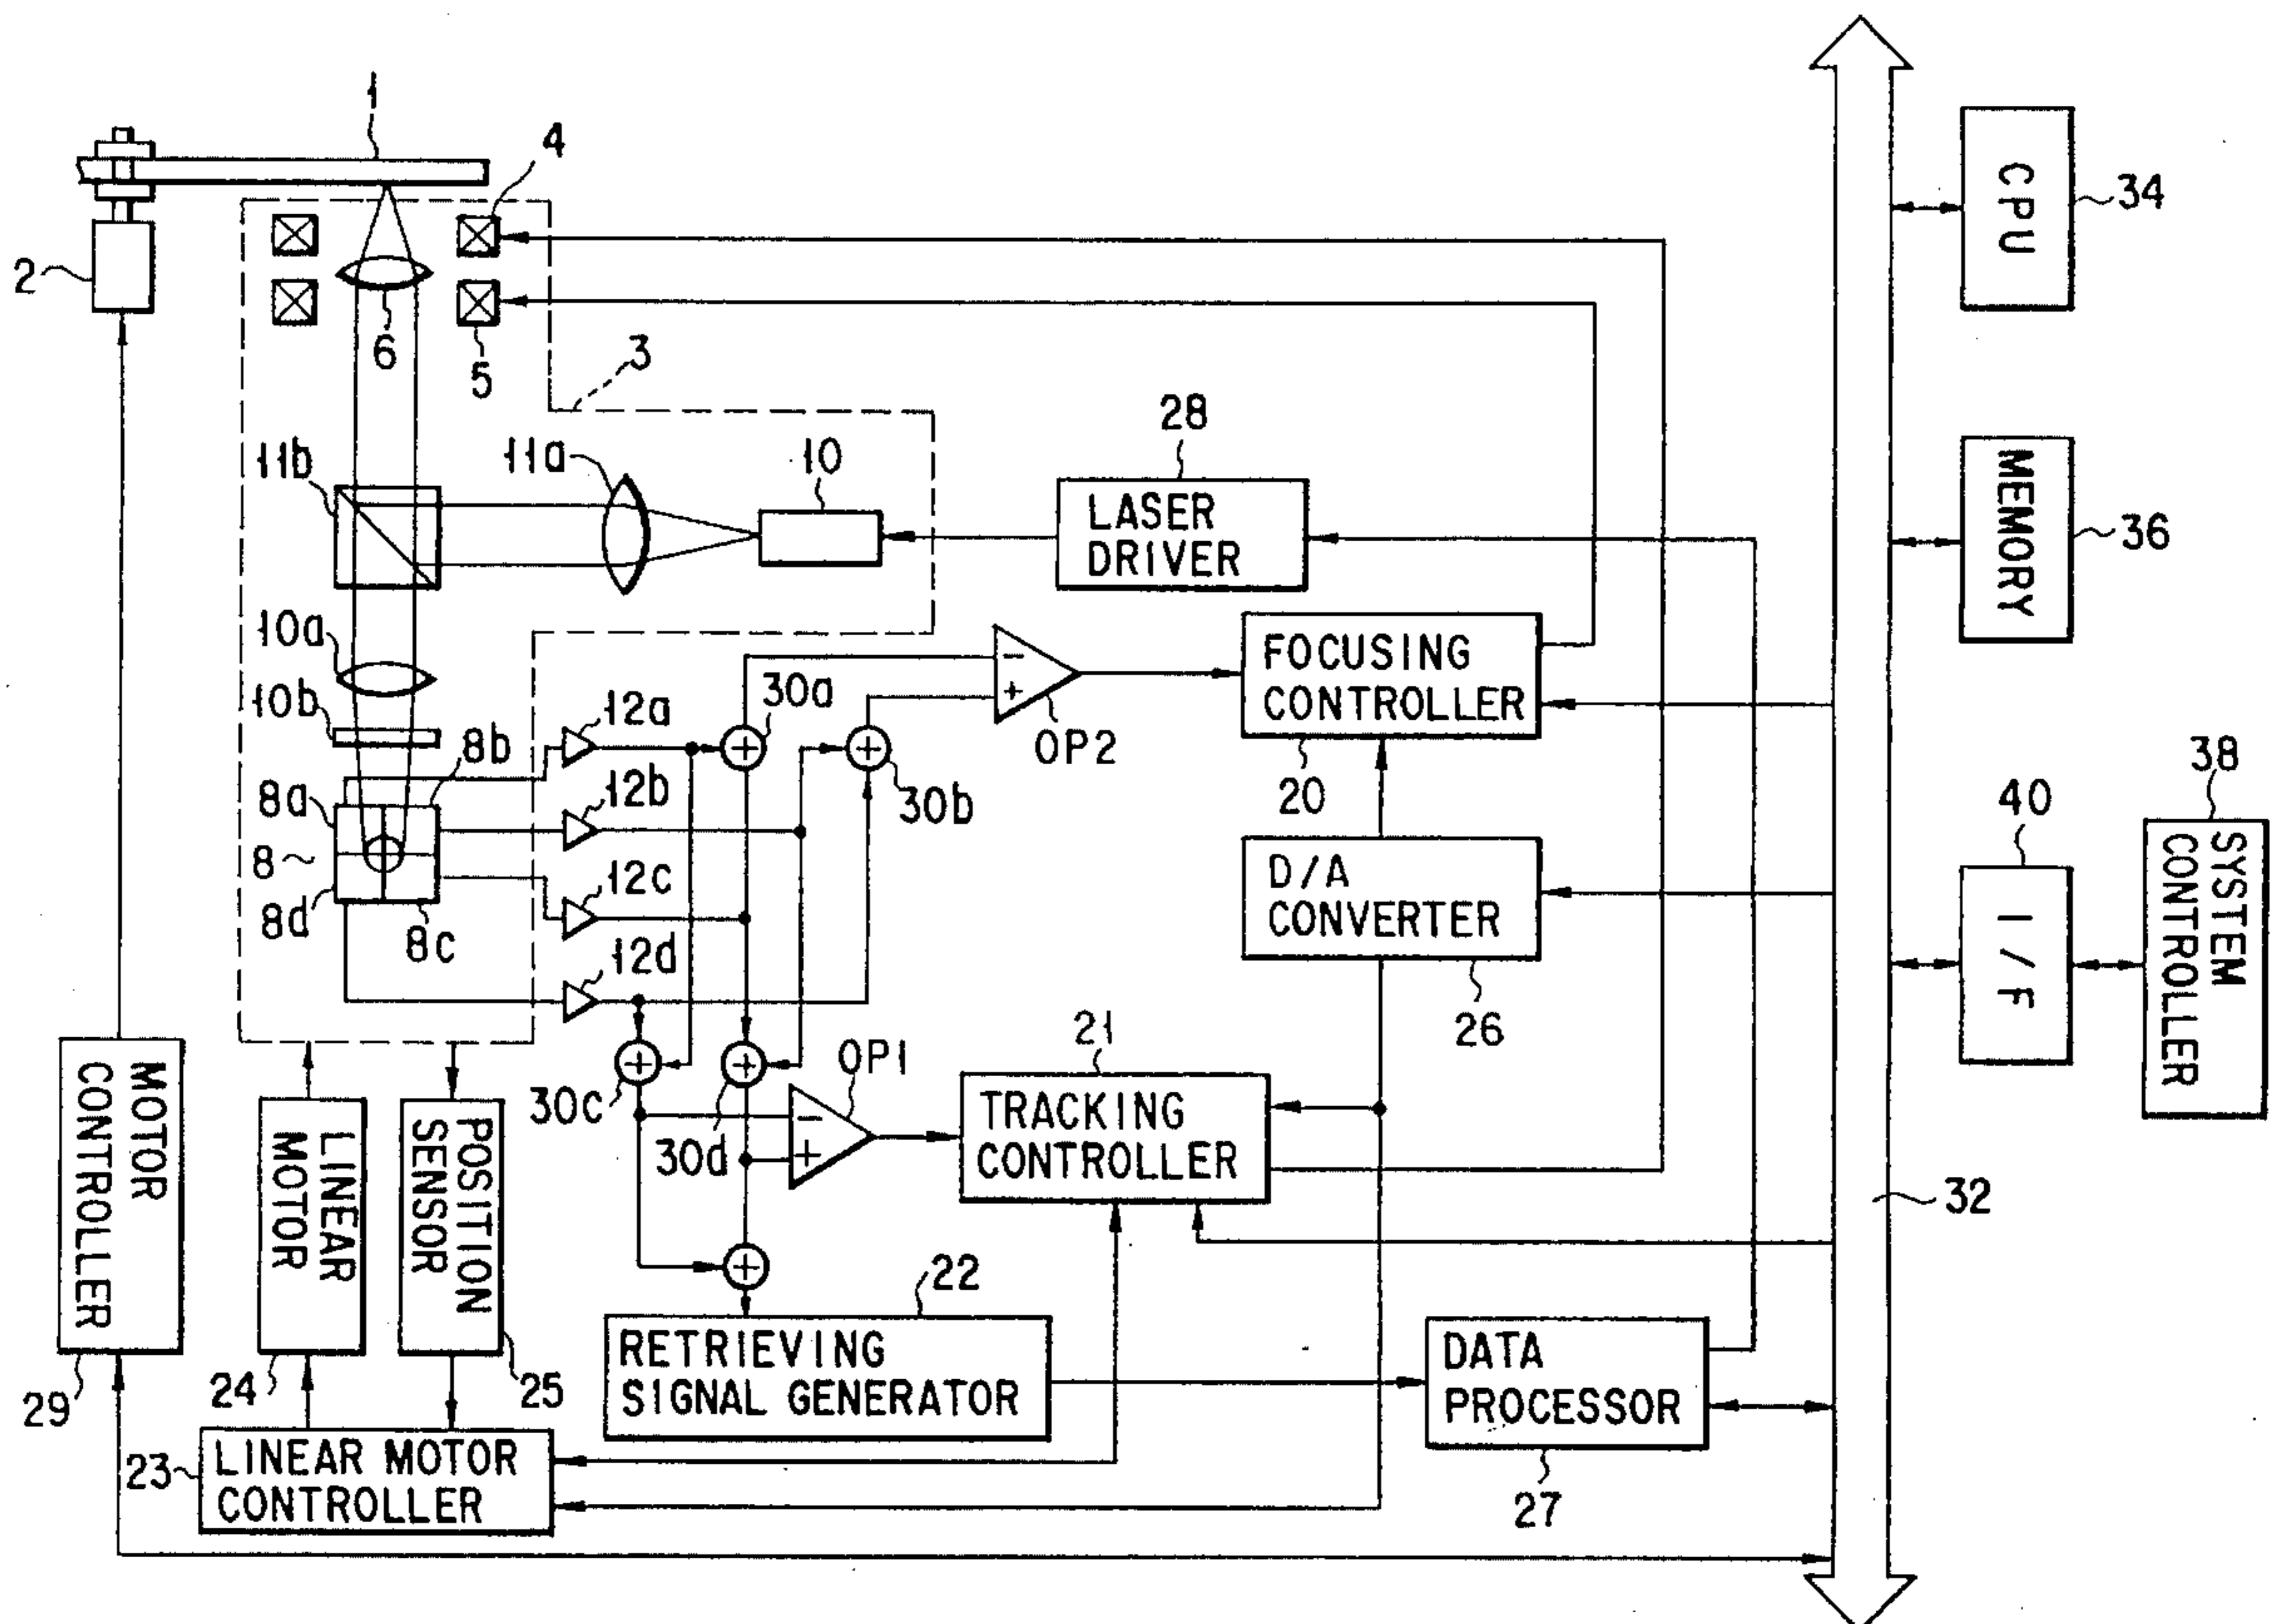 1
4
2
6
5
3
CPU
34
28
11b
11a
10
LASER
DRIVER
MEMORY
36
10a
10b
12a
30a
OP2
FOCUSING
CONTROLLER
20
8b
8a
12b
30b
8
8d
8c
12c
12d
D/A
CONVERTER
26
40
38
I/F
SYSTEM
CONTROLLER
30c
30d
OP1
21
TRACKING
CONTROLLER
MOTOR
CONTROLLER
29
LINEAR
MOTOR
24
POSITION
SENSOR
25
32
22
RETRIEVING
SIGNAL GENERATOR
DATA
PROCESSOR
27
23
LINEAR MOTOR
CONTROLLER